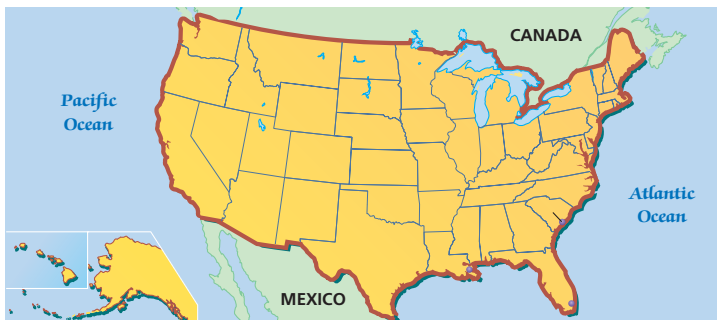 CANADA
Pacific
Ocean
Atlantic
Ocean
MEXICO